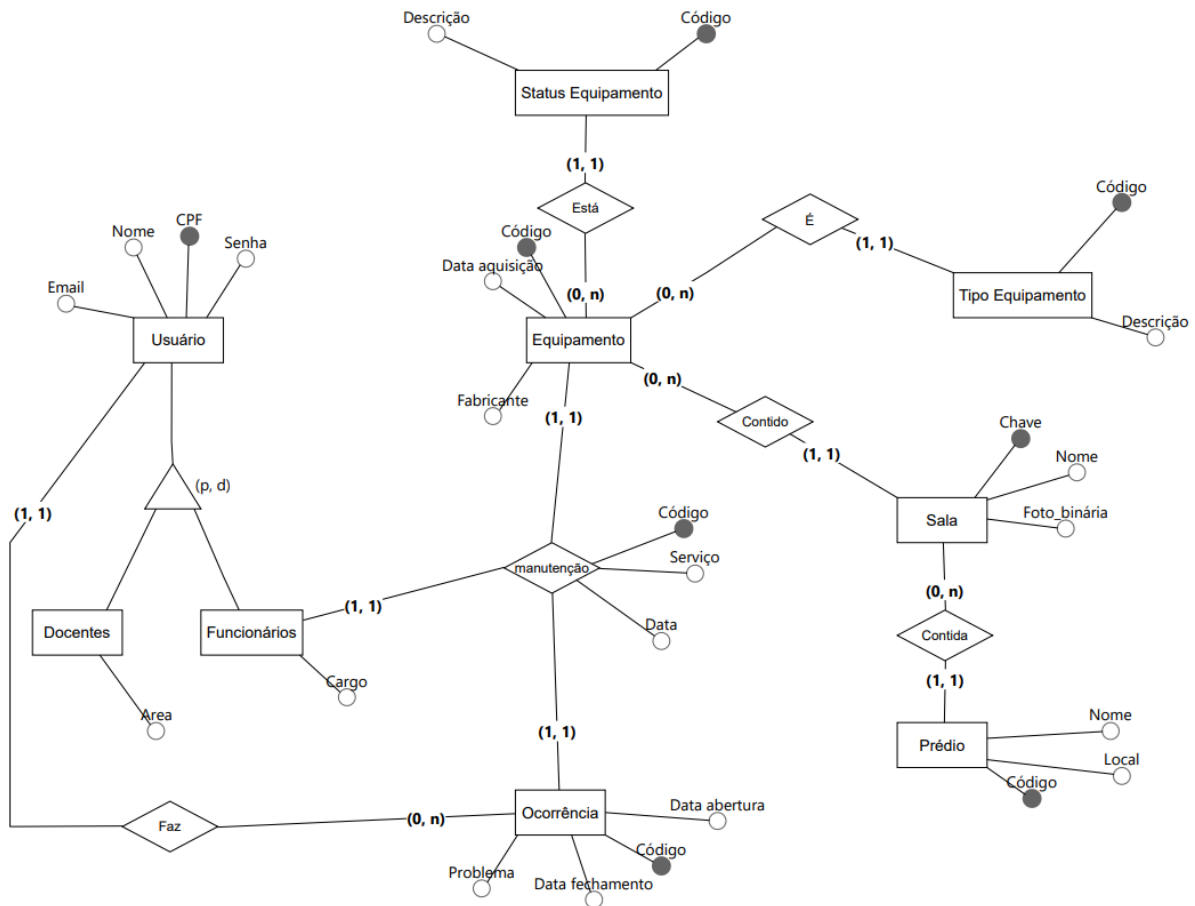 Descrição
Código
Status Equipamento
(1, 1)
Está
(0, n)
É
(1, 1)
(0, n)
Código
Tipo Equipamento
Descrição
Nome
CPF
Senha
Email
Usuário
Código
Data aquisição
Equipamento
Fabricante
(1, 1)
(0, n)
Contido
(1, 1)
Chave
Nome
Foto_binária
Sala
(0, n)
Contida
(1, 1)
Prédio
Nome
Local
Código
(p, d)
(1, 1)
Docentes
Area
Funcionários
Cargo
(1, 1)
manutenção
Código
Serviço
Data
(1, 1)
Faz
(0, n)
Ocorrência
Data abertura
Código
Data fechamento
Problema